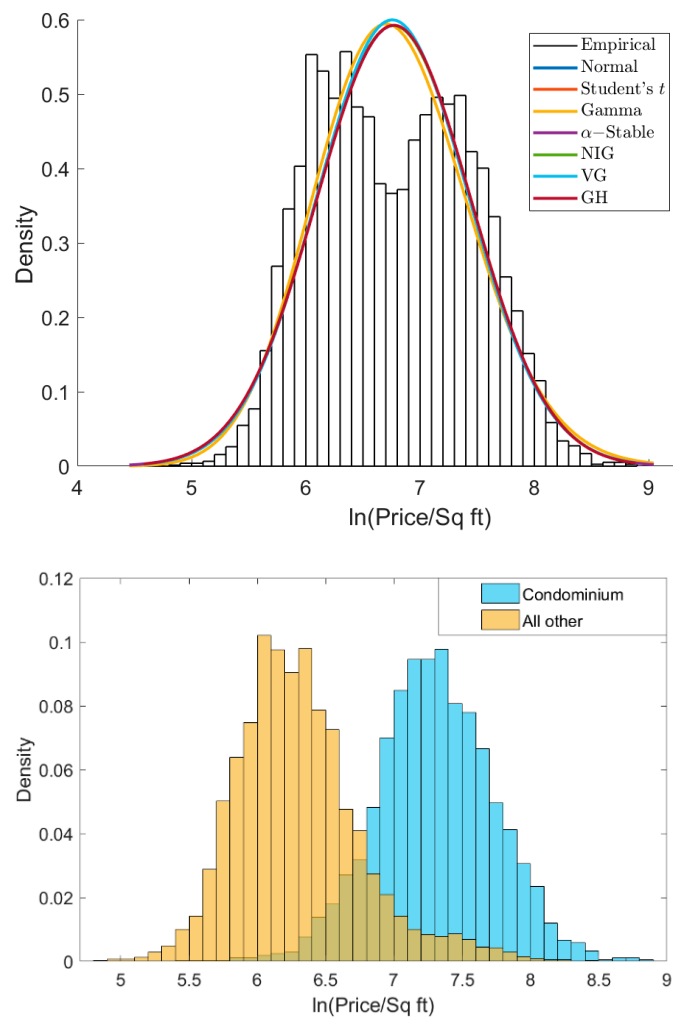 0.6
0.5
0.4
0.3
0.2
0.1
0
Density
4 5 6 7 8 9
ln(Price/Sq ft)
Empirical
Normal
Student's t
Gamma
α−Stable
NIG
VG
GH
0.12
0.1
0.08
0.06
0.04
0.02
0
Density
5 5.5 6 6.5 7 7.5 8 8.5 9
ln(Price/Sq ft)
Condominium
All other